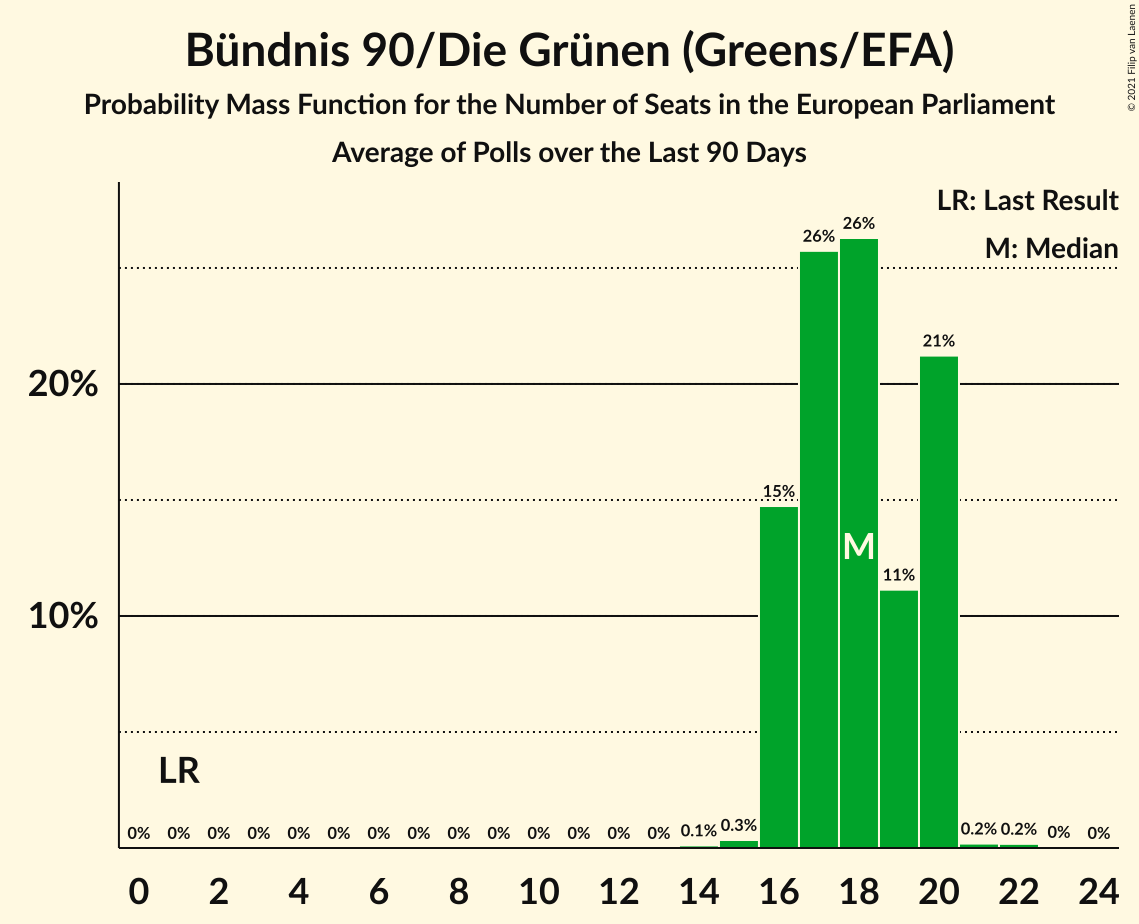 Bündnis 90/Die Grünen (Greens/EFA)
Probability Mass Function for the Number of Seats in the European Parliament
Average of Polls over the Last 90 Days
© 2021 Filip van Laenen
LR: Last Result
M: Median
26% 26%
21%
20%
15%
M
11%
10%
LR
0% 0% 0% 0% 0% 0% 0% 0% 0% 0% 0% 0% 0% 0% 0.1% 0.3% 0.2% 0.2% 0% 0%
0 2 4 6 8 10 12 14 16 18 20 22 24